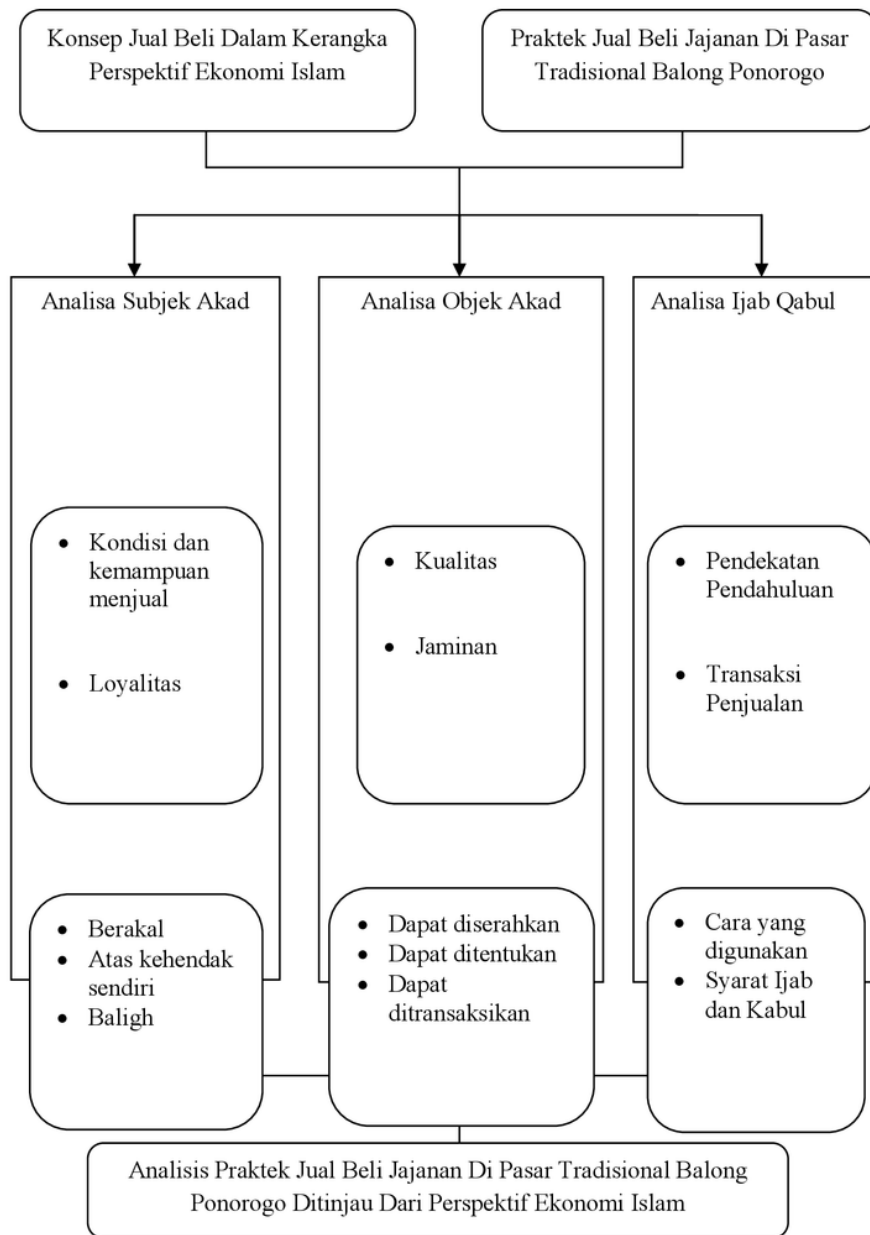 Konsep Jual Beli Dalam Kerangka
Perspektif Ekonomi Islam
Praktek Jual Beli Jajanan Di Pasar
Tradisional Balong Ponorogo
Analisa Subjek Akad
Analisa Objek Akad
Analisa Ijab Qabul
• Kondisi dan
kemampuan
menjual
• Loyalitas
• Kualitas
• Jaminan
• Pendekatan
Pendahuluan
• Transaksi
Penjualan
• Berakal
• Atas kehendak
sendiri
• Baligh
• Dapat diserahkan
• Dapat ditentukan
• Dapat
ditransaksikan
• Cara yang
digunakan
• Syarat Ijab
dan Kabul
Analisis Praktek Jual Beli Jajanan Di Pasar Tradisional Balong
Ponorogo Ditinjau Dari Perspektif Ekonomi Islam